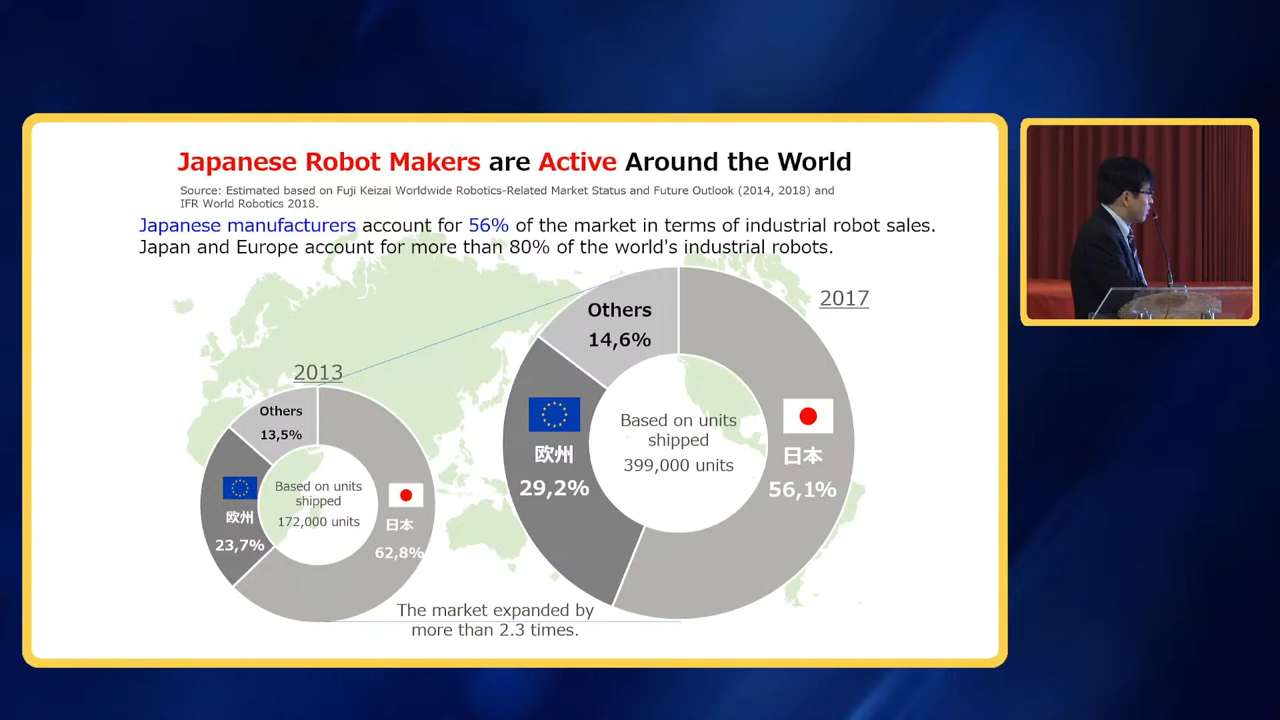 Japanese Robot Makers are Active Around the World
Source: Estimated based on Fuji Keizai Worldwide Robotics-Related Market Status and Future Outlook (2014, 2018) and
IFR World Robotics 2018.
Japanese manufacturers account for 56% of the market in terms of industrial robot sales.
Japan and Europe account for more than 80% of the world's industrial robots.
2013
Others
13,5%
欧州
23,7%
Based on units
shipped
172,000 units
日本
62,8%
2017
Others
14,6%
欧州
29,2%
Based on units
shipped
399,000 units
日本
56,1%
The market expanded by
more than 2.3 times.